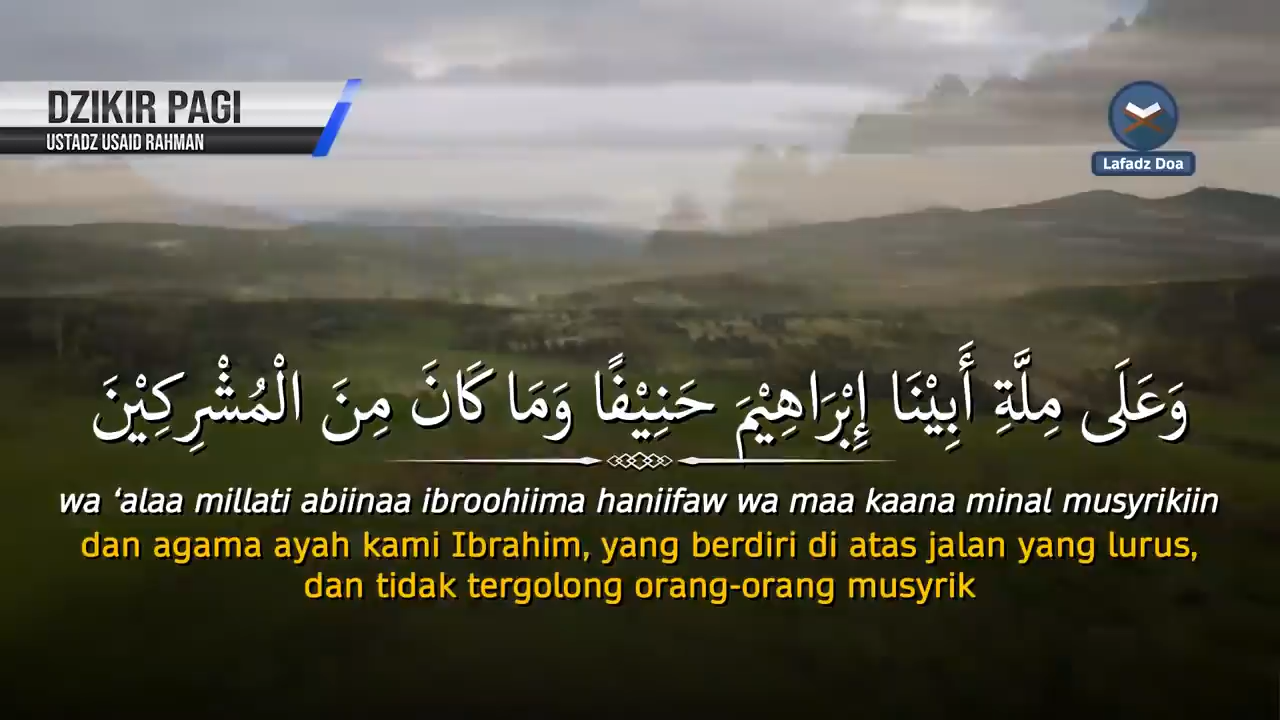 DZIKIR PAGI
USTADZ USAID RAHMAN
Lafadz Doa
وَعَلَى مِلَّةِ أَبِيْنَا إِبْرَاهِيْمَ حَنِيْفًا وَمَا كَانَ مِنَ الْمُشْرِكِيْنَ
wa ‘alaa millati abiinaa ibroohiima haniifaw wa maa kaana minal musyrikiin
dan agama ayah kami Ibrahim, yang berdiri di atas jalan yang lurus,
dan tidak tergolong orang-orang musyrik